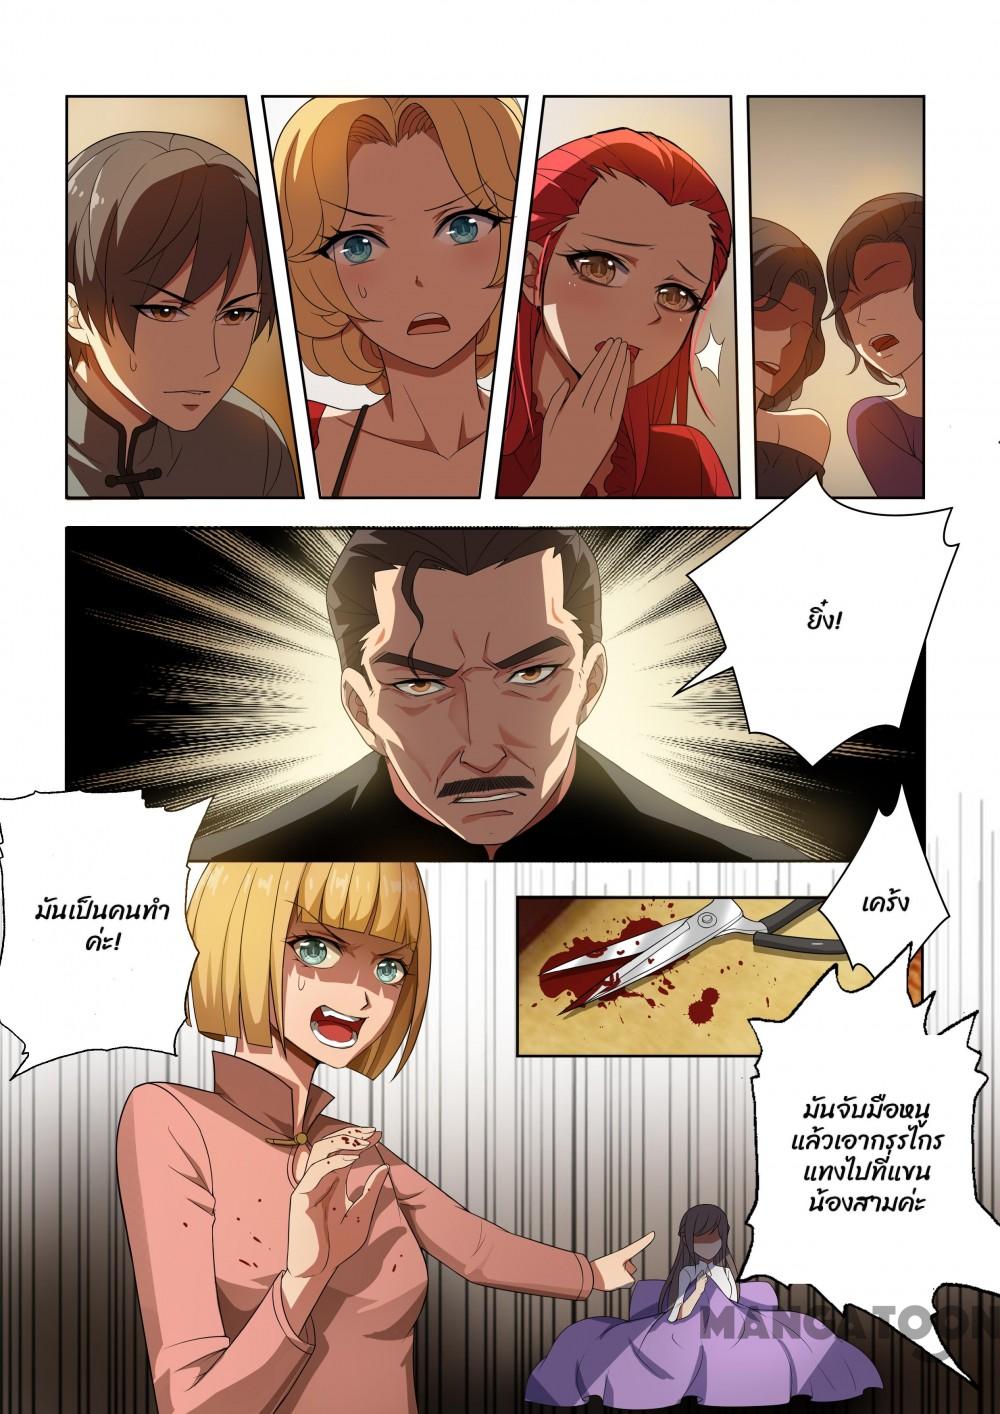 ยิ๋ง!
เคร้ง
มันเป็นคนทำ
ค่ะ!
มันจับมือหนู
แล้วเอากรรไกร
แทงไปที่แขน
น้องสามค่ะ
MANGATOON